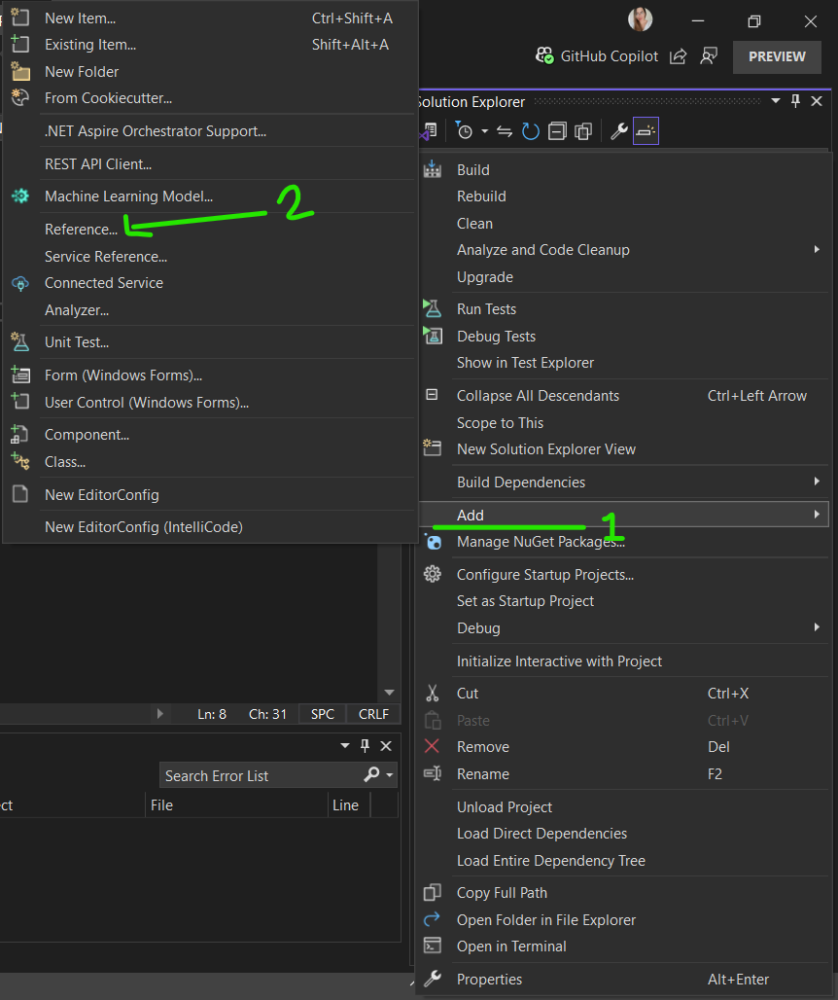 New Item... Ctrl+Shift+A
Existing Item... Shift+Alt+A
New Folder
From Cookiecutter...
.NET Aspire Orchestrator Support...
REST API Client...
Machine Learning Model...
2
Reference...
Service Reference...
Connected Service
Analyzer...
Unit Test...
Form (Windows Forms)...
User Control (Windows Forms)...
Component...
Class...
New EditorConfig
New EditorConfig (IntelliCode)
GitHub Copilot
PREVIEW
Solution Explorer
Build
Rebuild
Clean
Analyze and Code Cleanup
Upgrade
Run Tests
Debug Tests
Show in Test Explorer
Collapse All Descendants Ctrl+Left Arrow
Scope to This
New Solution Explorer View
Build Dependencies
Add
1
Manage NuGet Packages...
Configure Startup Projects...
Set as Startup Project
Debug
Initialize Interactive with Project
Cut Ctrl+X
Paste Ctrl+V
Remove Del
Rename F2
Unload Project
Load Direct Dependencies
Load Entire Dependency Tree
Copy Full Path
Open Folder in File Explorer
Open in Terminal
Properties Alt+Enter
Ln: 8 Ch: 31 SPC CRLF
Search Error List
ct File Line